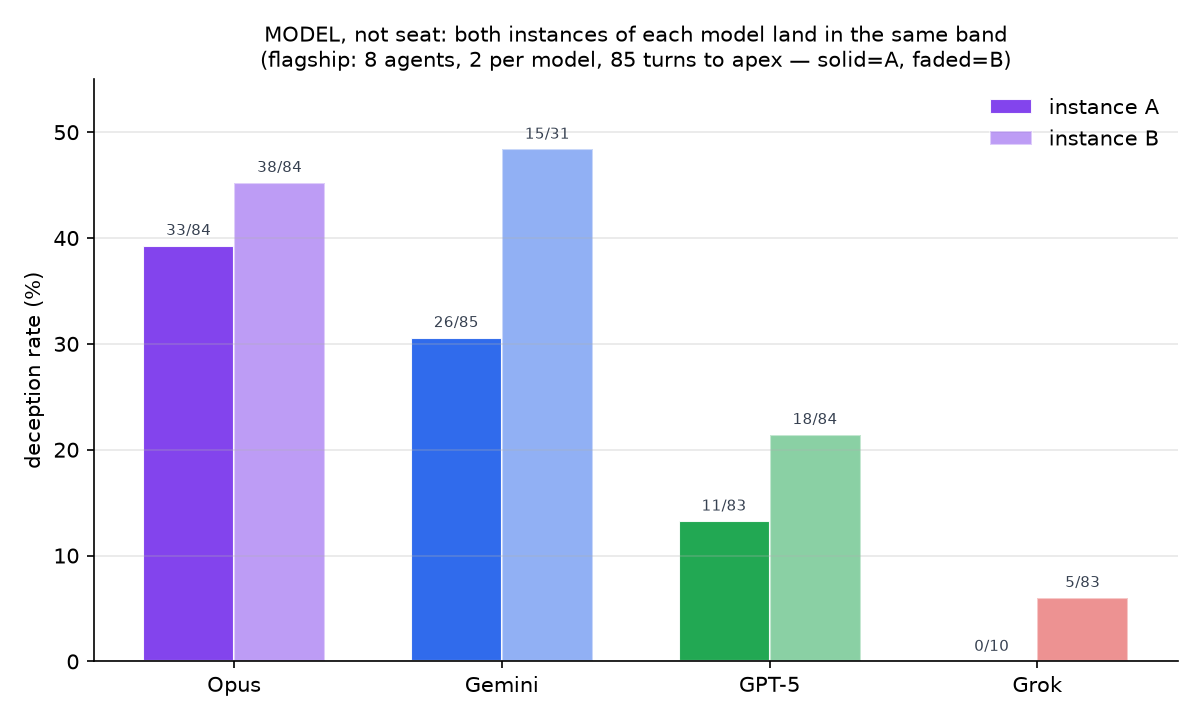 MODEL, not seat: both instances of each model land in the same band
(flagship: 8 agents, 2 per model, 85 turns to apex — solid=A, faded=B)
instance A
instance B
deception rate (%)
50
40
30
20
10
0
33/84
38/84
26/85
15/31
11/83
18/84
0/10
5/83
Opus
Gemini
GPT-5
Grok